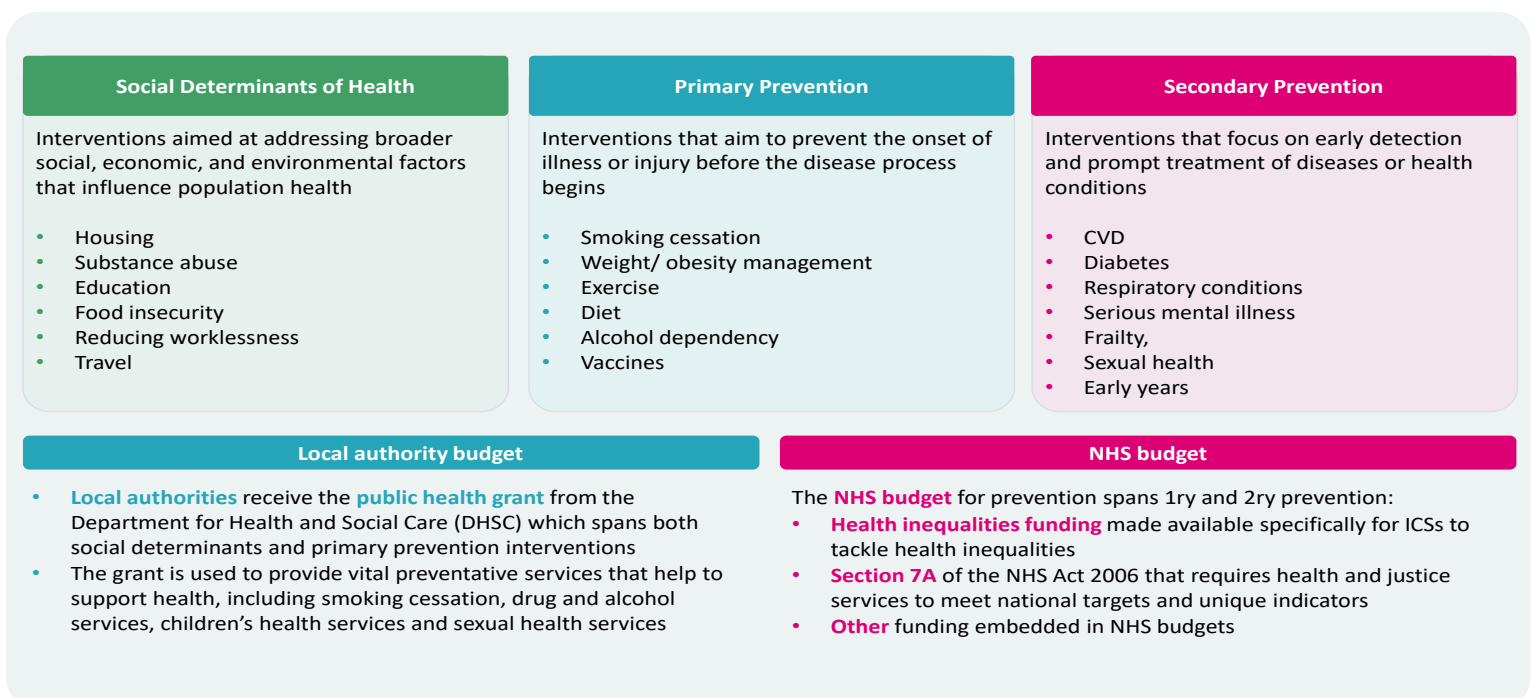 Social Determinants of Health
Interventions aimed at addressing broader
social, economic, and environmental factors
that influence population health
• Housing
• Substance abuse
• Education
• Food insecurity
• Reducing worklessness
• Travel
Primary Prevention
Interventions that aim to prevent the onset of
illness or injury before the disease process
begins
• Smoking cessation
• Weight/ obesity management
• Exercise
• Diet
• Alcohol dependency
• Vaccines
Secondary Prevention
Interventions that focus on early detection
and prompt treatment of diseases or health
conditions
• CVD
• Diabetes
• Respiratory conditions
• Serious mental illness
• Frailty,
• Sexual health
• Early years
Local authority budget
• Local authorities receive the public health grant from the
Department for Health and Social Care (DHSC) which spans both
social determinants and primary prevention interventions
• The grant is used to provide vital preventative services that help to
support health, including smoking cessation, drug and alcohol
services, children’s health services and sexual health services
NHS budget
The NHS budget for prevention spans 1ry and 2ry prevention:
• Health inequalities funding made available specifically for ICSs to
tackle health inequalities
• Section 7A of the NHS Act 2006 that requires health and justice
services to meet national targets and unique indicators
• Other funding embedded in NHS budgets